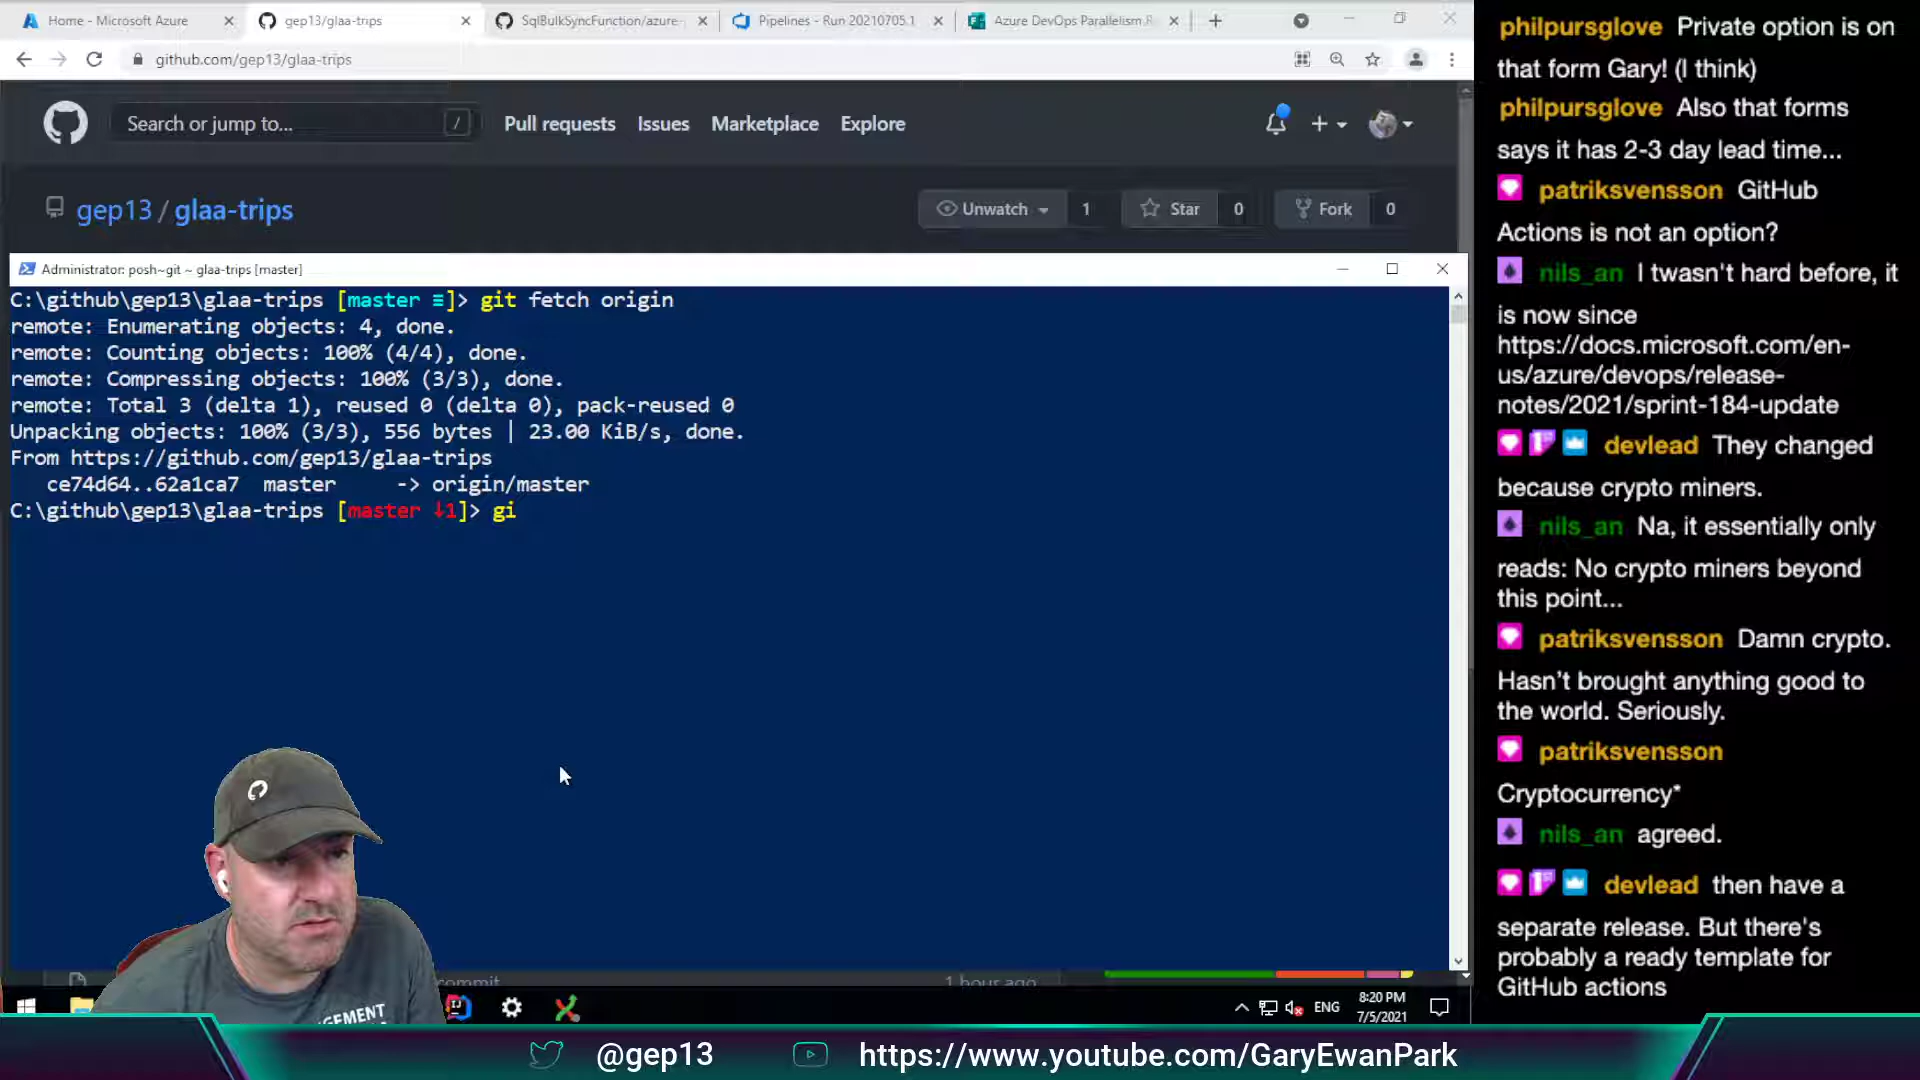 Home - Microsoft Azure
gep13/glaa-trips
SqlBulkSyncFunction/azure-
Pipelines - Run 20210705.1
Azure DevOps Parallelism R
github.com/gep13/glaa-trips
Search or jump to...
/
Pull requests
Issues
Marketplace
Explore
gep13 / glaa-trips
Unwatch
1
Star
0
Fork
0
Administrator: posh~git ~ glaa-trips [master]
C:\github\gep13\glaa-trips [master ≡]> git fetch origin
remote: Enumerating objects: 4, done.
remote: Counting objects: 100% (4/4), done.
remote: Compressing objects: 100% (3/3), done.
remote: Total 3 (delta 1), reused 0 (delta 0), pack-reused 0
Unpacking objects: 100% (3/3), 556 bytes | 23.00 KiB/s, done.
From https://github.com/gep13/glaa-trips
ce74d64..62a1ca7  master     -> origin/master
C:\github\gep13\glaa-trips [master ↓1]> gi
commit
1 hour ago
GEMENT
ENG
8:20 PM
7/5/2021
philpursglove Private option is on
that form Gary! (I think)
philpursglove Also that forms
says it has 2-3 day lead time...
patriksvensson GitHub
Actions is not an option?
nils_an I twasn't hard before, it
is now since
https://docs.microsoft.com/en-
us/azure/devops/release-
notes/2021/sprint-184-update
devlead They changed
because crypto miners.
nils_an Na, it essentially only
reads: No crypto miners beyond
this point...
patriksvensson Damn crypto.
Hasn't brought anything good to
the world. Seriously.
patriksvensson
Cryptocurrency*
nils_an agreed.
devlead then have a
separate release. But there's
probably a ready template for
GitHub actions
@gep13
https://www.youtube.com/GaryEwanPark